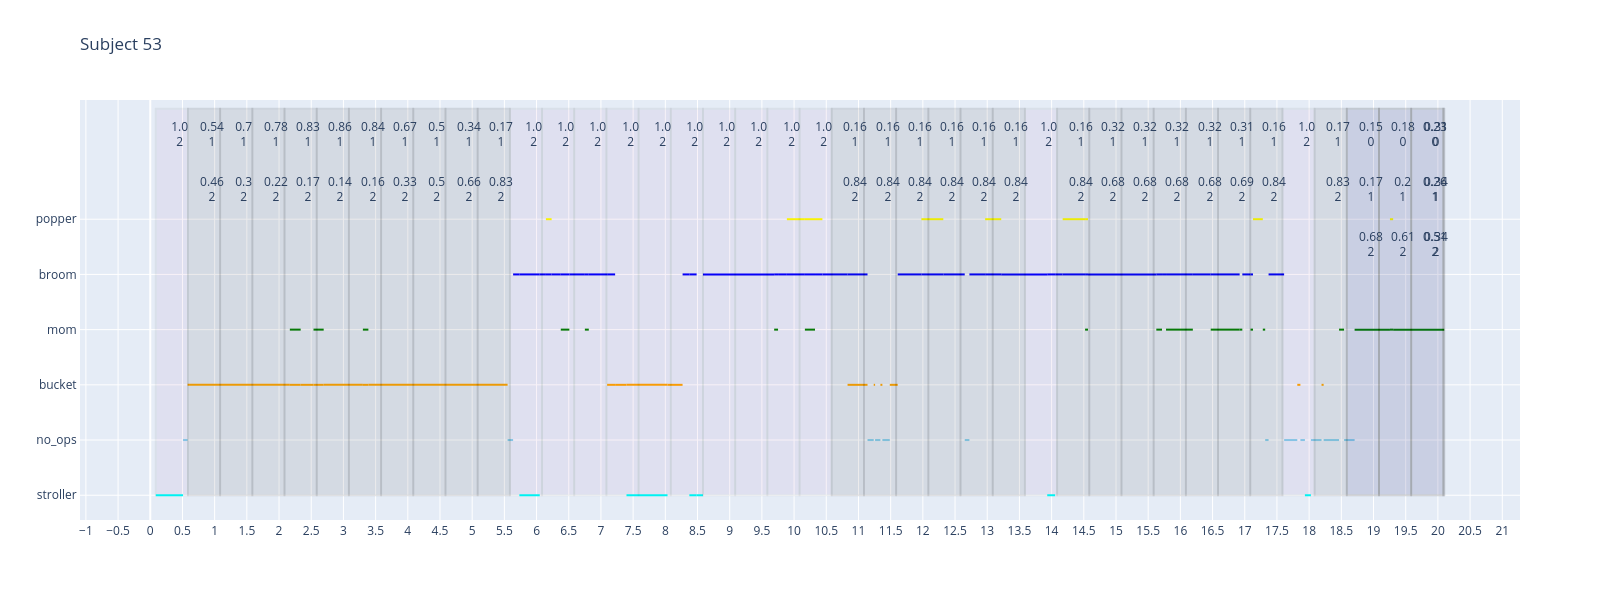 Subject 53
1.0 0.54 0.7 0.78 0.83 0.86 0.84 0.67 0.5 0.34 0.17 1.0 1.0 1.0 1.0 1.0 1.0 1.0 1.0 1.0 1.0 0.16 0.16 0.16 0.16 0.16 0.16 1.0 0.16 0.32 0.32 0.32 0.32 0.31 0.16 1.0 0.17 0.15 0.18
2 1 1 1 1 1 1 1 1 1 1 2 2 2 2 2 2 2 2 2 2 1 1 1 1 1 1 2 1 1 1 1 1 1 1 2 1 0 0 0
0.46 0.3 0.22 0.17 0.14 0.16 0.33 0.5 0.66 0.83 0.84 0.84 0.84 0.84 0.84 0.84 0.84 0.68 0.68 0.68 0.68 0.69 0.84 0.83 0.17 0.2
2 2 2 2 2 2 2 2 2 2 2 2 2 2 2 2 2 2 2 2 2 2 2 2 1 1 1
popper
0.68 0.61
2 2 2
broom
mom
bucket
no_ops
stroller
−1 −0.5 0 0.5 1 1.5 2 2.5 3 3.5 4 4.5 5 5.5 6 6.5 7 7.5 8 8.5 9 9.5 10 10.5 11 11.5 12 12.5 13 13.5 14 14.5 15 15.5 16 16.5 17 17.5 18 18.5 19 19.5 20 20.5 21